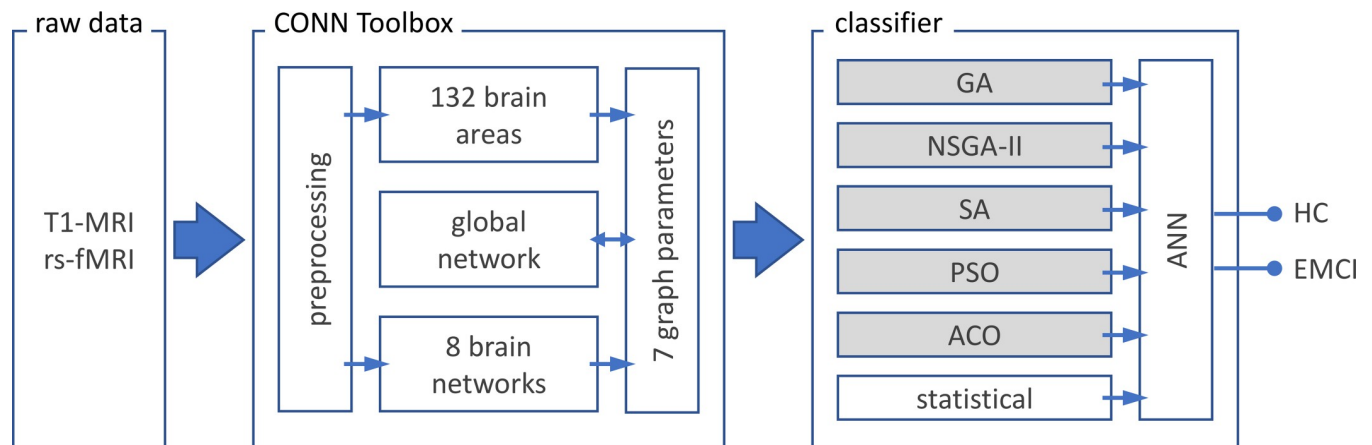 raw data
T1-MRI
rs-fMRI
CONN Toolbox
preprocessing
132 brain
areas
global
network
8 brain
networks
7 graph parameters
classifier
GA
NSGA-II
SA
PSO
ACO
statistical
ANN
HC
EMCI